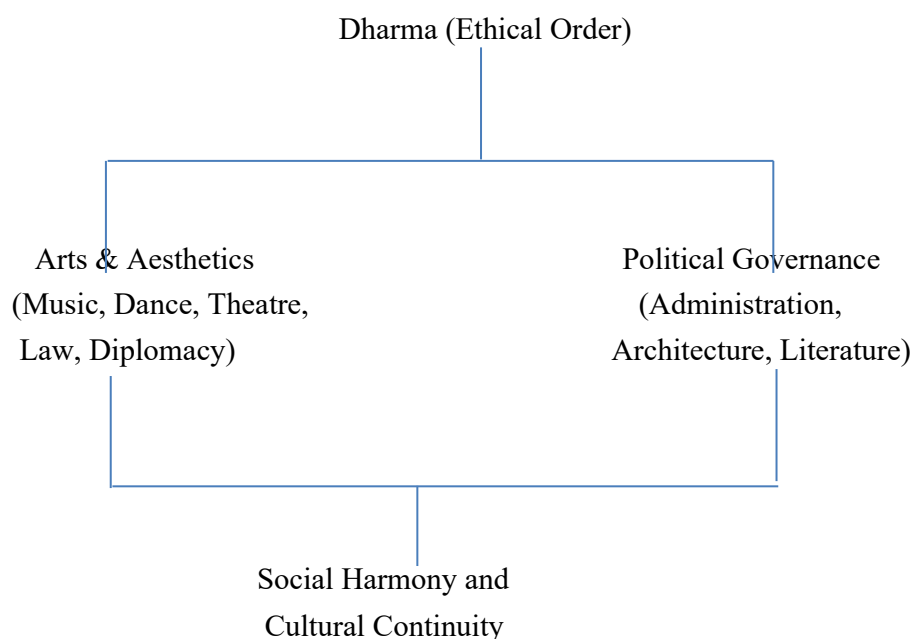 Dharma (Ethical Order)
Arts & Aesthetics
(Music, Dance, Theatre,
Law, Diplomacy)
Political Governance
(Administration,
Architecture, Literature)
Social Harmony and
Cultural Continuity